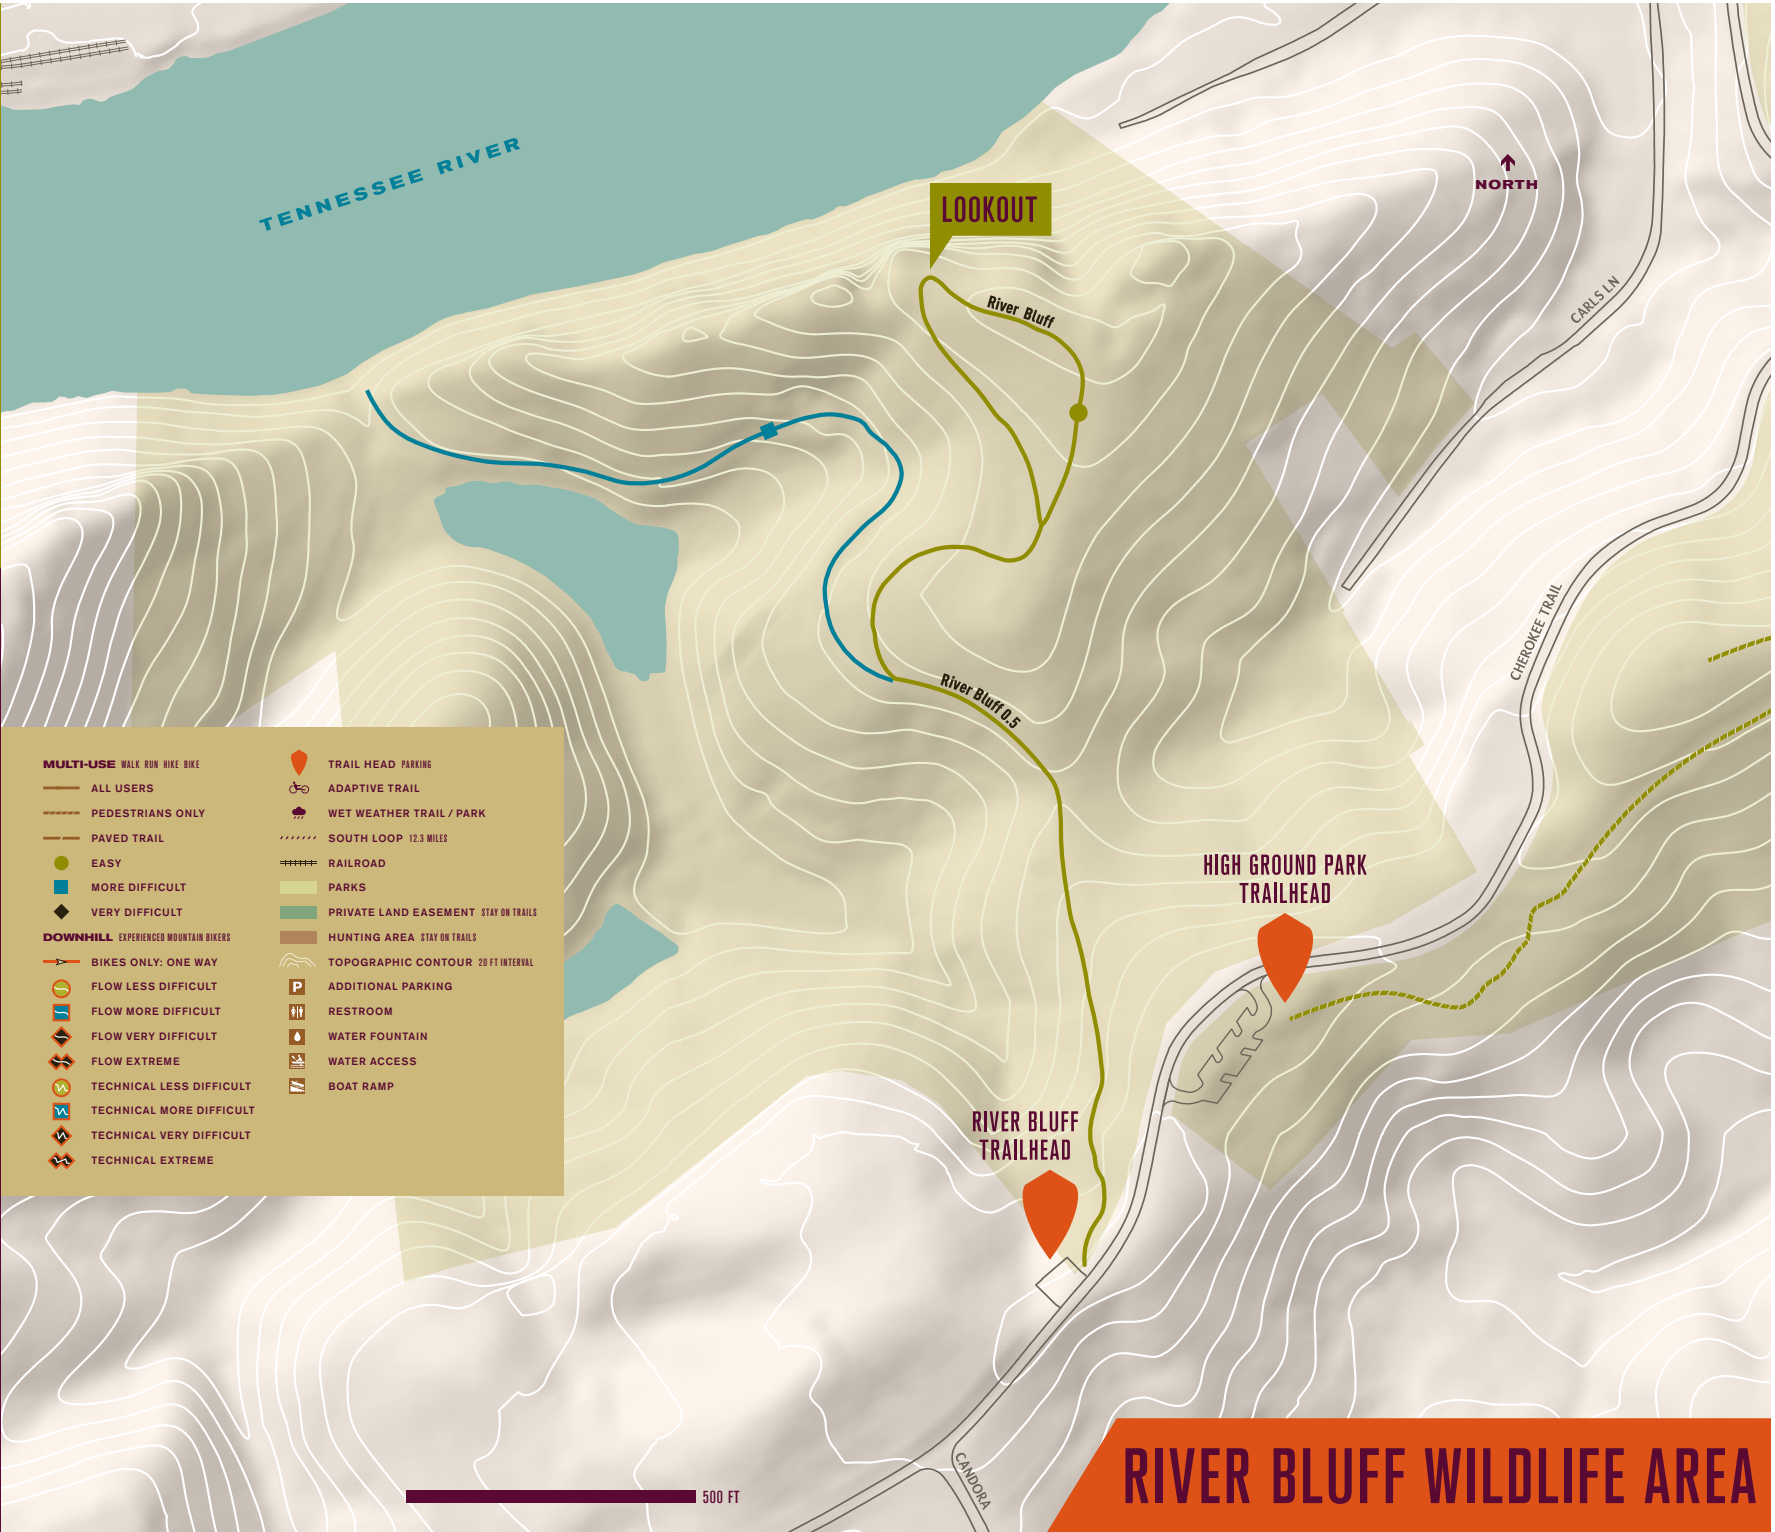 TENNESSEE RIVER
LOOKOUT
NORTH
River Bluff
CARLS LN
CHEROKEE TRAIL
River Bluff 0.5
HIGH GROUND PARK
TRAILHEAD
RIVER BLUFF
TRAILHEAD
MULTI-USE WALK RUN HIKE BIKE
ALL USERS
PEDESTRIANS ONLY
PAVED TRAIL
EASY
MORE DIFFICULT
VERY DIFFICULT
DOWNHILL EXPERIENCED MOUNTAIN BIKERS
BIKES ONLY: ONE WAY
FLOW LESS DIFFICULT
FLOW MORE DIFFICULT
FLOW VERY DIFFICULT
FLOW EXTREME
TECHNICAL LESS DIFFICULT
TECHNICAL MORE DIFFICULT
TECHNICAL VERY DIFFICULT
TECHNICAL EXTREME
TRAIL HEAD PARKING
ADAPTIVE TRAIL
WET WEATHER TRAIL / PARK
SOUTH LOOP 12.3 MILES
RAILROAD
PARKS
PRIVATE LAND EASEMENT STAY ON TRAILS
HUNTING AREA STAY ON TRAILS
TOPOGRAPHIC CONTOUR 20 FT INTERVAL
P ADDITIONAL PARKING
RESTROOM
WATER FOUNTAIN
WATER ACCESS
BOAT RAMP
CANDORA
500 FT
RIVER BLUFF WILDLIFE AREA